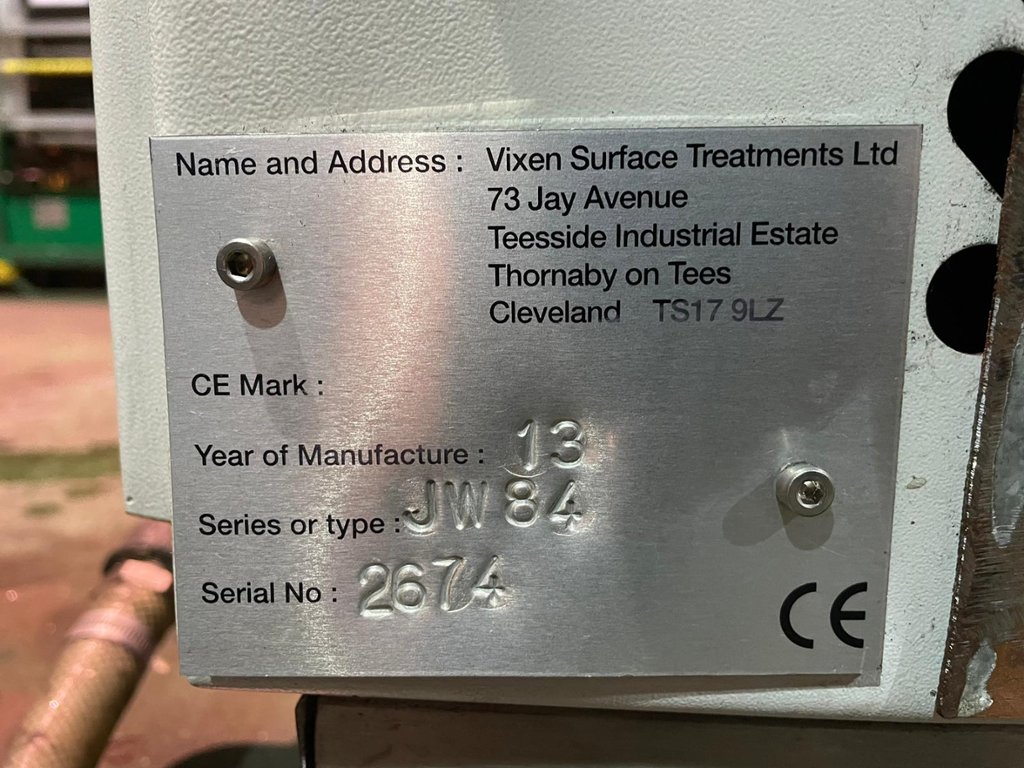 Name and Address : Vixen Surface Treatments Ltd
73 Jay Avenue
Teesside Industrial Estate
Thornaby on Tees
Cleveland TS17 9LZ
CE Mark :
Year of Manufacture : 13
Series or type : JW 84
Serial No : 2674
CE